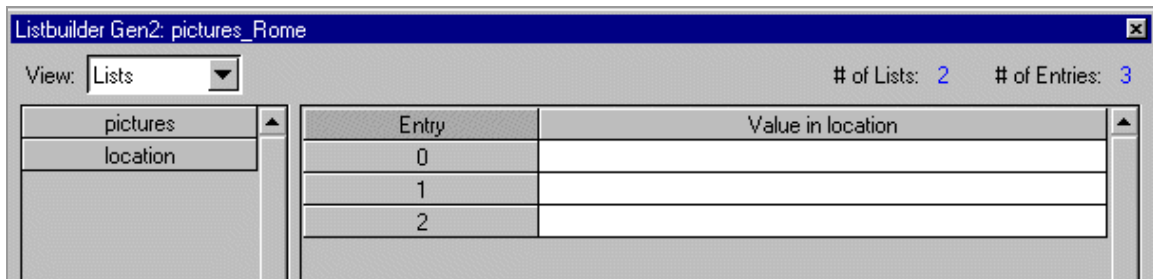 Listbuilder Gen2: pictures_Rome
View: Lists # of Lists: 2 # of Entries: 3
pictures Entry Value in location
location 0
1
2